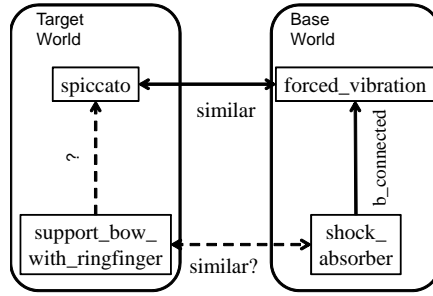 Target
World
Base
World
spiccato
forced_vibration
similar
?
b_connected
support_bow_
with_ringfinger
shock_
absorber
similar?